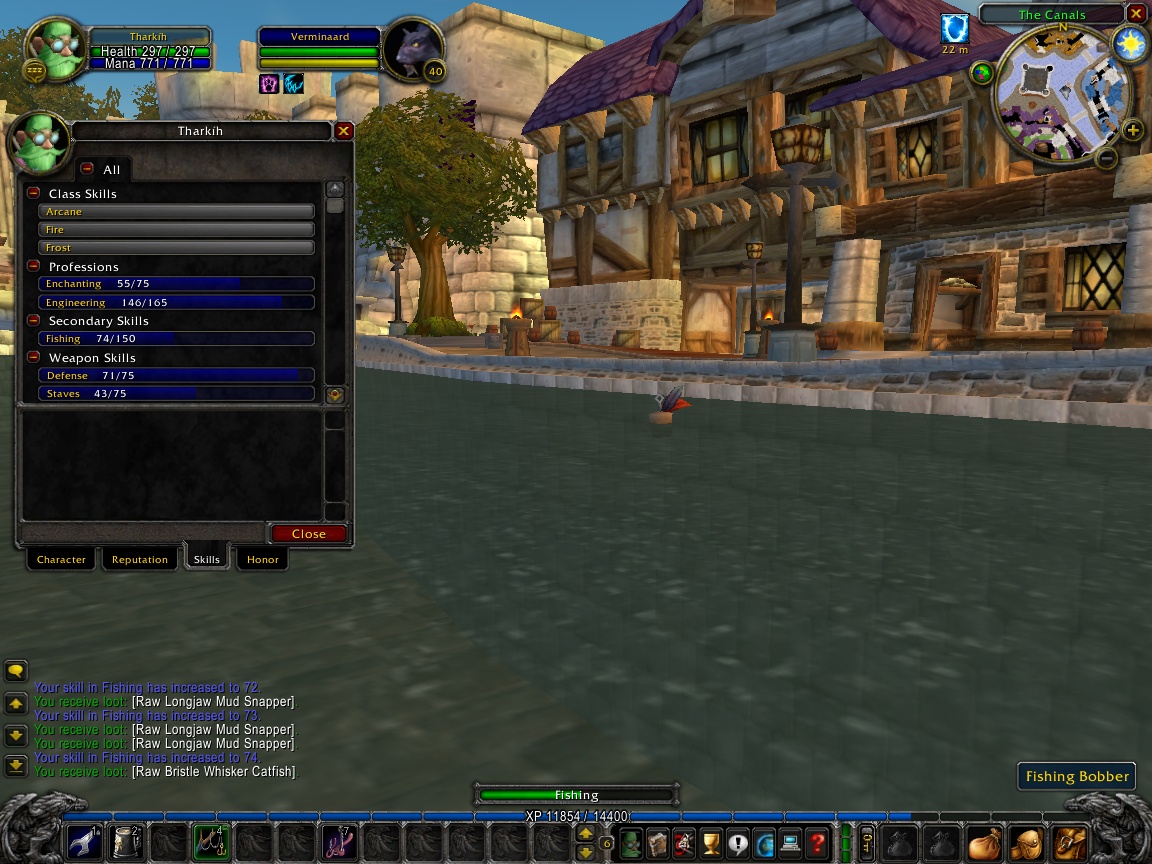 Tharkih
Health 297 / 297
Mana 771 / 771
zzz
Verminaard
40
22 m
The Canals
N
Tharkih
All
Class Skills
Arcane
Fire
Frost
Professions
Enchanting 55/75
Engineering 146/165
Secondary Skills
Fishing 74/150
Weapon Skills
Defense 71/75
Staves 43/75
Close
Character
Reputation
Skills
Honor
Your skill in Fishing has increased to 72.
You receive loot: [Raw Longjaw Mud Snapper].
Your skill in Fishing has increased to 73.
You receive loot: [Raw Longjaw Mud Snapper].
You receive loot: [Raw Longjaw Mud Snapper].
Your skill in Fishing has increased to 74.
You receive loot: [Raw Bristle Whisker Catfish].
Fishing Bobber
Fishing
XP 11854 / 14400
1
2
4
7
6